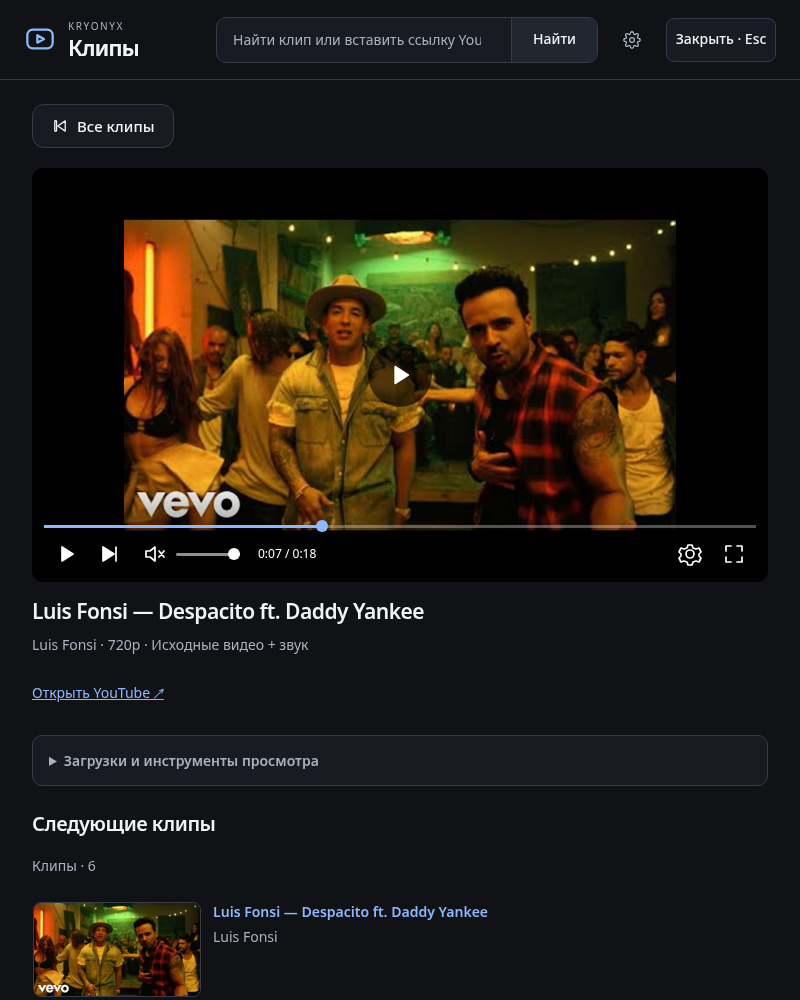 KRYONYX
Клипы
Найти клип или вставить ссылку You
Найти
Закрыть · Esc
Все клипы
vevo
0:07 / 0:18
Luis Fonsi — Despacito ft. Daddy Yankee
Luis Fonsi · 720p · Исходные видео + звук
Открыть YouTube ↗
▶ Загрузки и инструменты просмотра
Следующие клипы
Клипы · 6
Luis Fonsi — Despacito ft. Daddy Yankee
Luis Fonsi
vevo